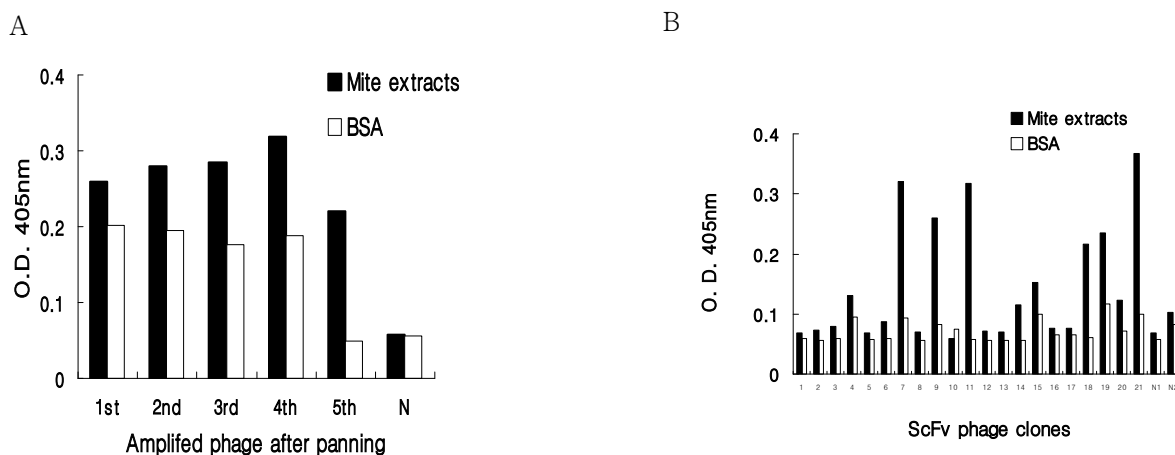 A
0.4
0.3
0.2
0.1
0
O.D. 405nm
Mite extracts
BSA
1st 2nd 3rd 4th 5th N
Amplifed phage after panning
B
0.4
0.3
0.2
0.1
0
O. D. 405nm
Mite extracts
BSA
1 2 3 4 5 6 7 8 9 10 11 12 13 14 15 16 17 18 19 20 21 N1 N2
ScFv phage clones